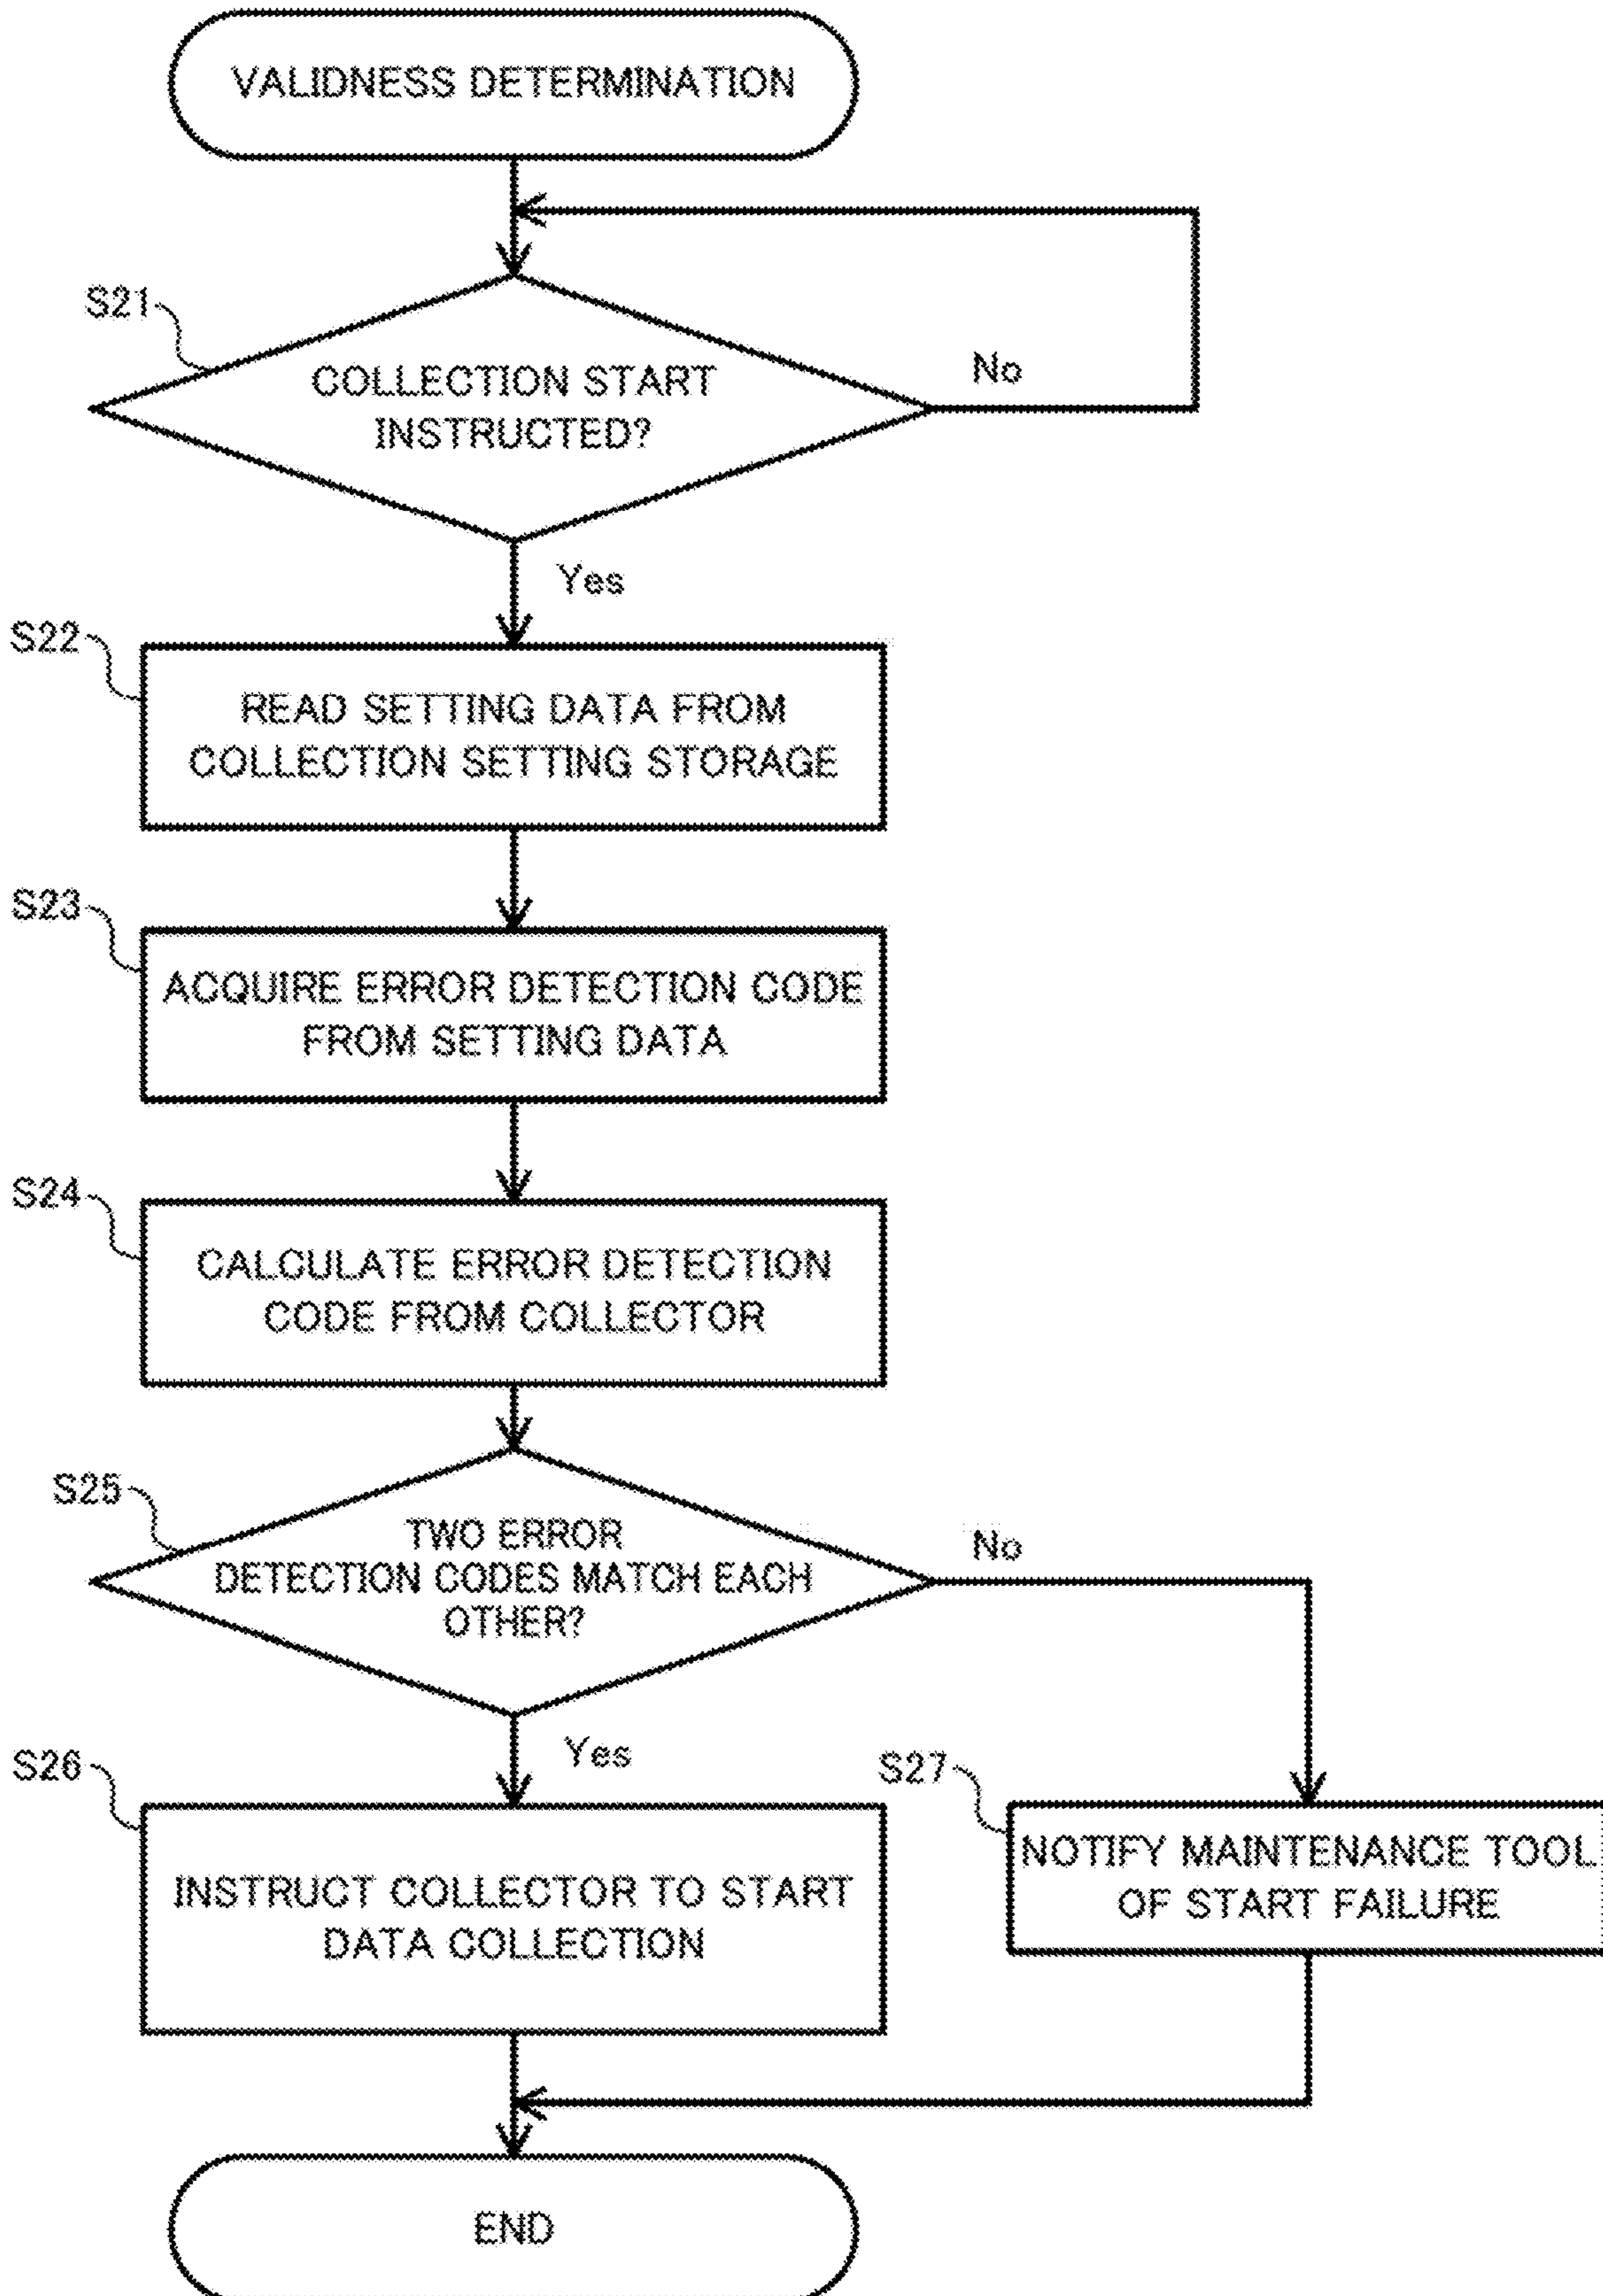 VALIDNESS DETERMINATION
S21
COLLECTION START
INSTRUCTED?
No
Yes
S22
READ SETTING DATA FROM
COLLECTION SETTING STORAGE
S23
ACQUIRE ERROR DETECTION CODE
FROM SETTING DATA
S24
CALCULATE ERROR DETECTION
CODE FROM COLLECTOR
S25
TWO ERROR
DETECTION CODES MATCH EACH
OTHER?
No
Yes
S26
INSTRUCT COLLECTOR TO START
DATA COLLECTION
S27
NOTIFY MAINTENANCE TOOL
OF START FAILURE
END